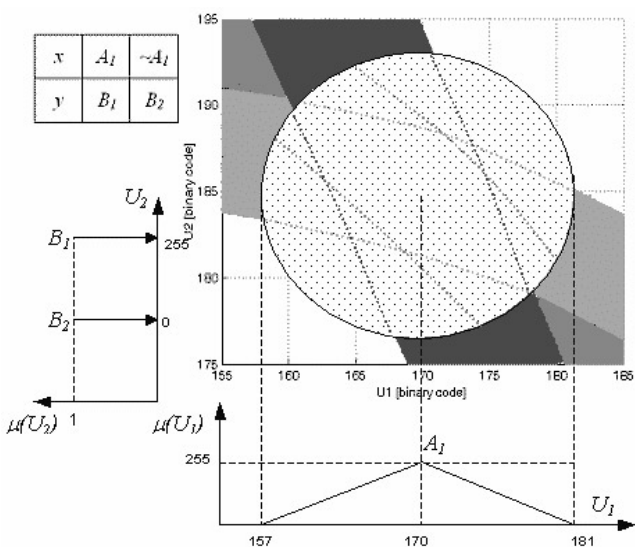 x A₁ ~A₁
y B₁ B₂
195
190
185
180
175
U2 [binary code]
155 160 165 170 175 180 185
U1 [binary code]
U₂
B₁ 255
B₂ 0
μ(U₂) 1 μ(U₁)
A₁
255
U₁
157 170 181